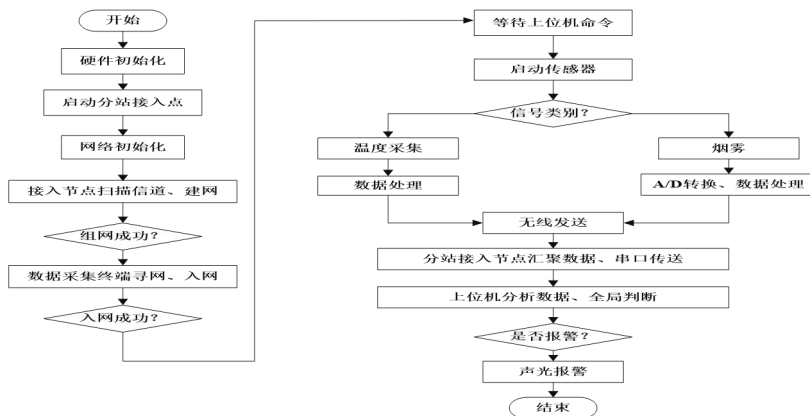 开始
硬件初始化
启动分站接入点
网络初始化
接入节点扫描信道、建网
组网成功?
数据采集终端寻网、入网
入网成功?
等待上位机命令
启动传感器
信号类别?
温度采集
烟雾
数据处理
A/D转换、数据处理
无线发送
分站接入节点汇聚数据、串口传送
上位机分析数据、全局判断
是否报警?
声光报警
结束